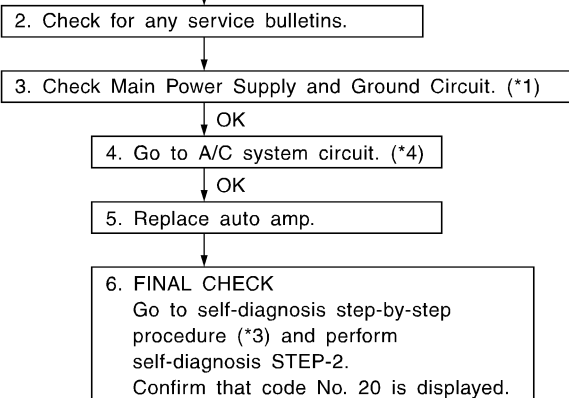 2. Check for any service bulletins.
3. Check Main Power Supply and Ground Circuit. (*1)
OK
4. Go to A/C system circuit. (*4)
OK
5. Replace auto amp.
6. FINAL CHECK
Go to self-diagnosis step-by-step
procedure (*3) and perform
self-diagnosis STEP-2.
Confirm that code No. 20 is displayed.